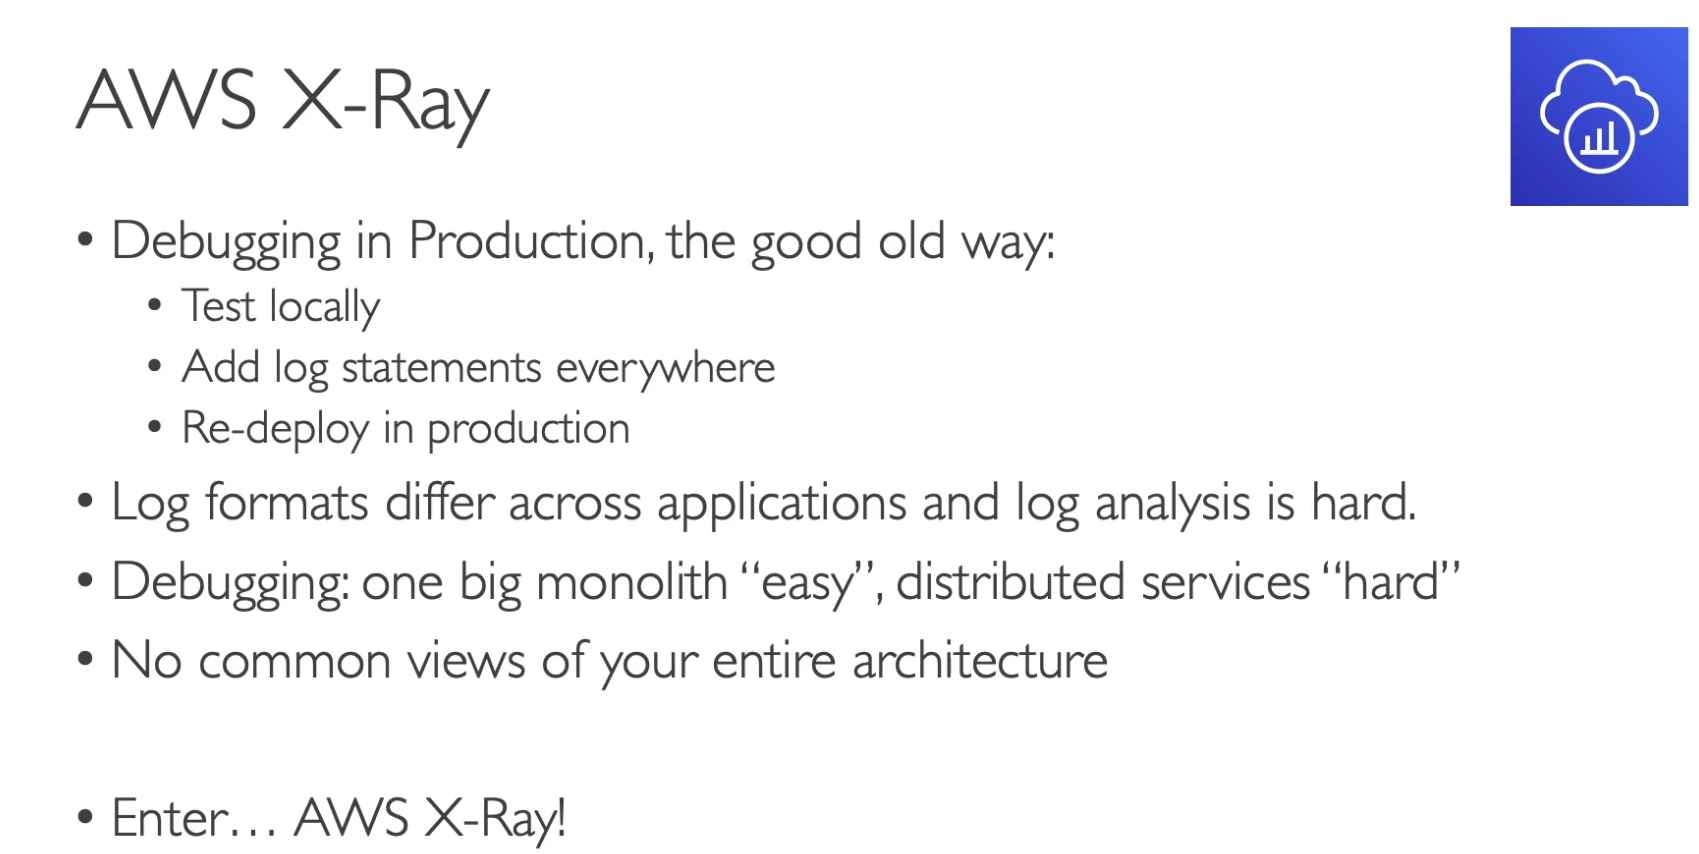 AWS X-Ray
• Debugging in Production, the good old way:
• Test locally
• Add log statements everywhere
• Re-deploy in production
• Log formats differ across applications and log analysis is hard.
• Debugging: one big monolith “easy”, distributed services “hard”
• No common views of your entire architecture
• Enter… AWS X-Ray!